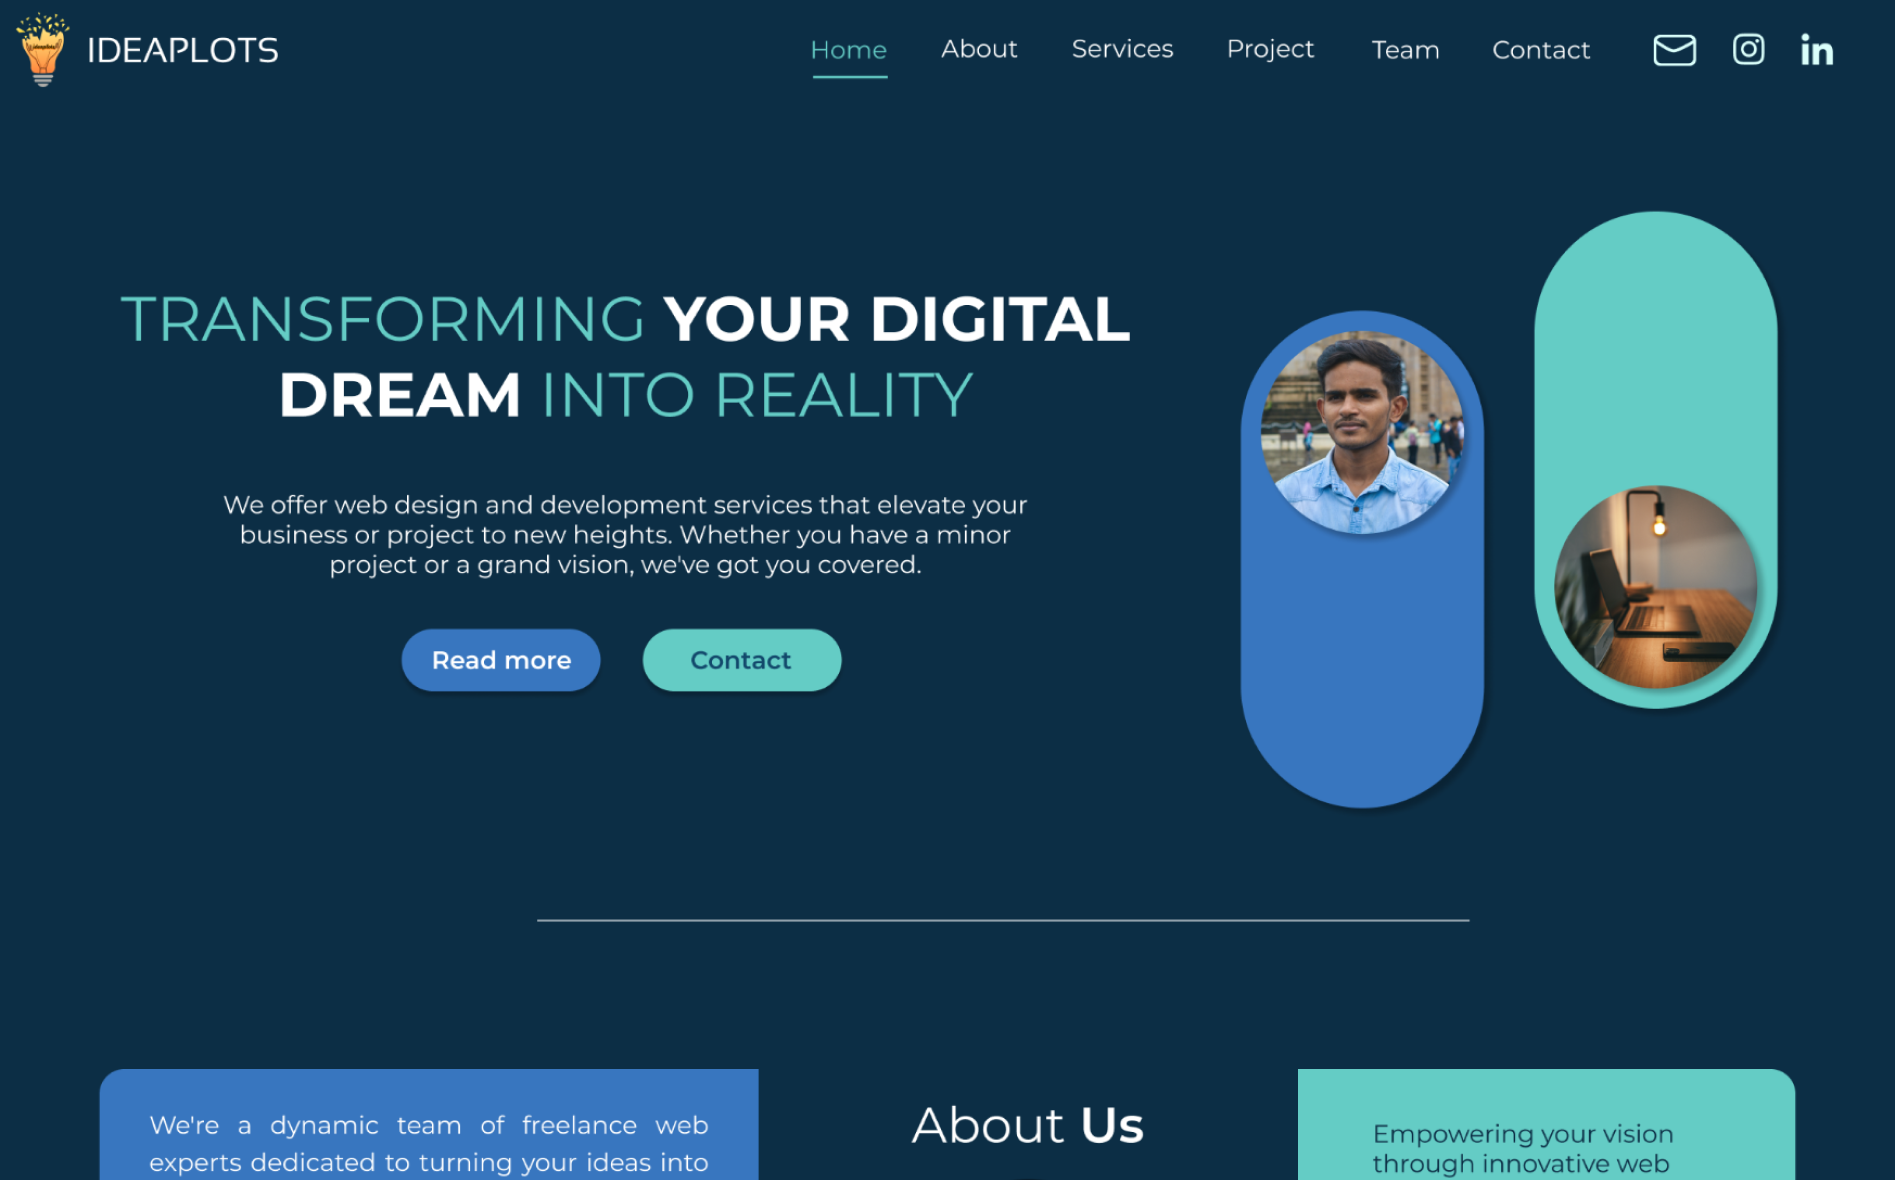 IDEAPLOTS
Home
About
Services
Project
Team
Contact
TRANSFORMING YOUR DIGITAL
DREAM INTO REALITY
We offer web design and development services that elevate your
business or project to new heights. Whether you have a minor
project or a grand vision, we've got you covered.
Read more
Contact
We're a dynamic team of freelance web
experts dedicated to turning your ideas into
About Us
Empowering your vision
through innovative web